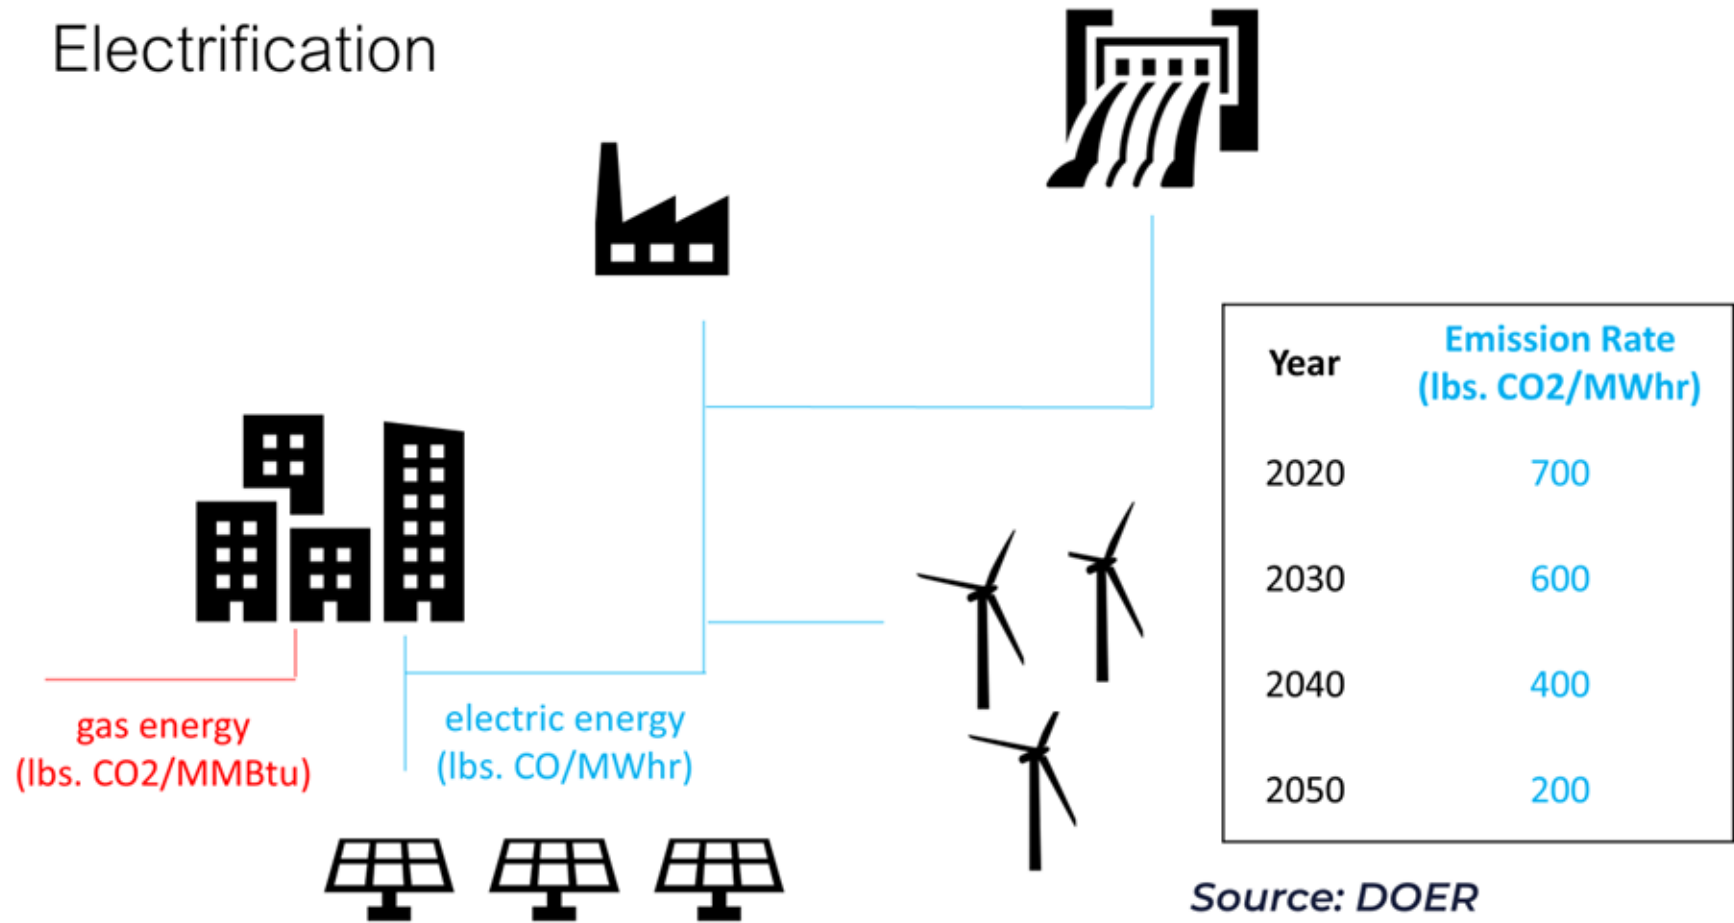 Electrification
Year
Emission Rate
(lbs. CO2/MWhr)
2020 700
2030 600
2040 400
2050 200
gas energy
(lbs. CO2/MMBtu)
electric energy
(lbs. CO/MWhr)
Source: DOER